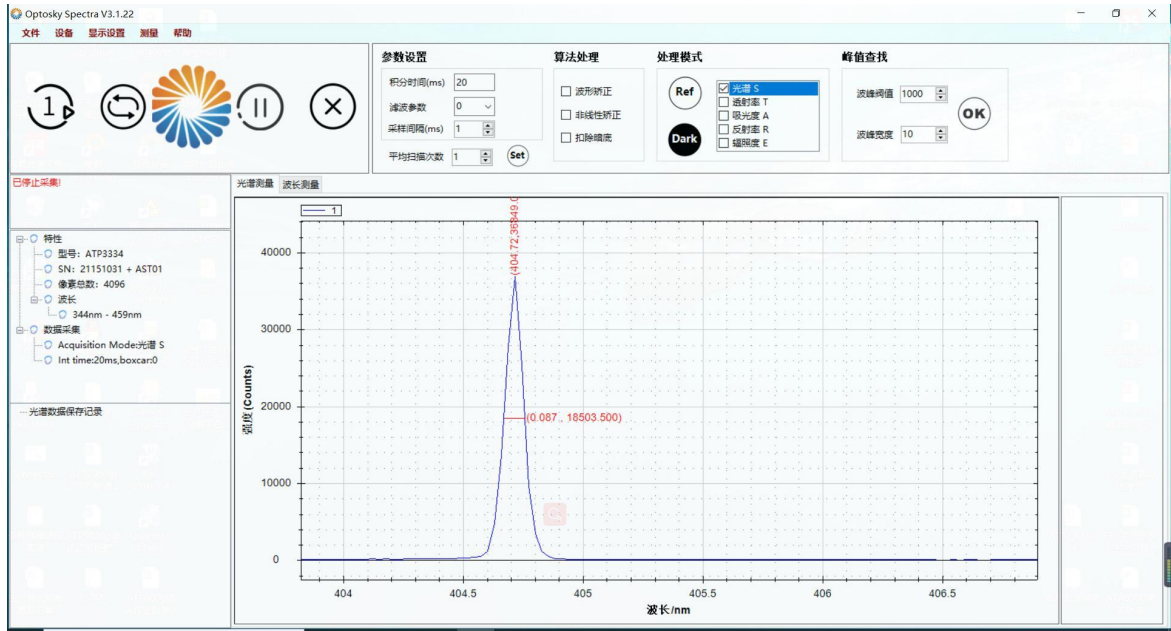 Optosky Spectra V3.1.22
文件 设备 显示设置 测量 帮助
1
参数设置
积分时间(ms) 20
滤波参数 0
采样间隔(ms) 1
平均扫描次数 1 Set
算法处理
波形矫正
非线性矫正
扣除暗底
处理模式
Ref
Dark
光谱 S
透射率 T
吸光度 A
反射率 R
辐照度 E
峰值查找
波峰阀值 1000
波峰宽度 10
OK
已停止采集!
特性
型号: ATP3334
SN: 21151031 + AST01
像素总数: 4096
波长
344nm - 459nm
数据采集
Acquisition Mode:光谱 S
Int time:20ms,boxcar:0
光谱数据保存记录
光谱测量 波长测量
1
(404.72,36849.0
(0.087 , 18503.500)
强度(Counts)
40000
30000
20000
10000
0
404 404.5 405 405.5 406 406.5
波长/nm